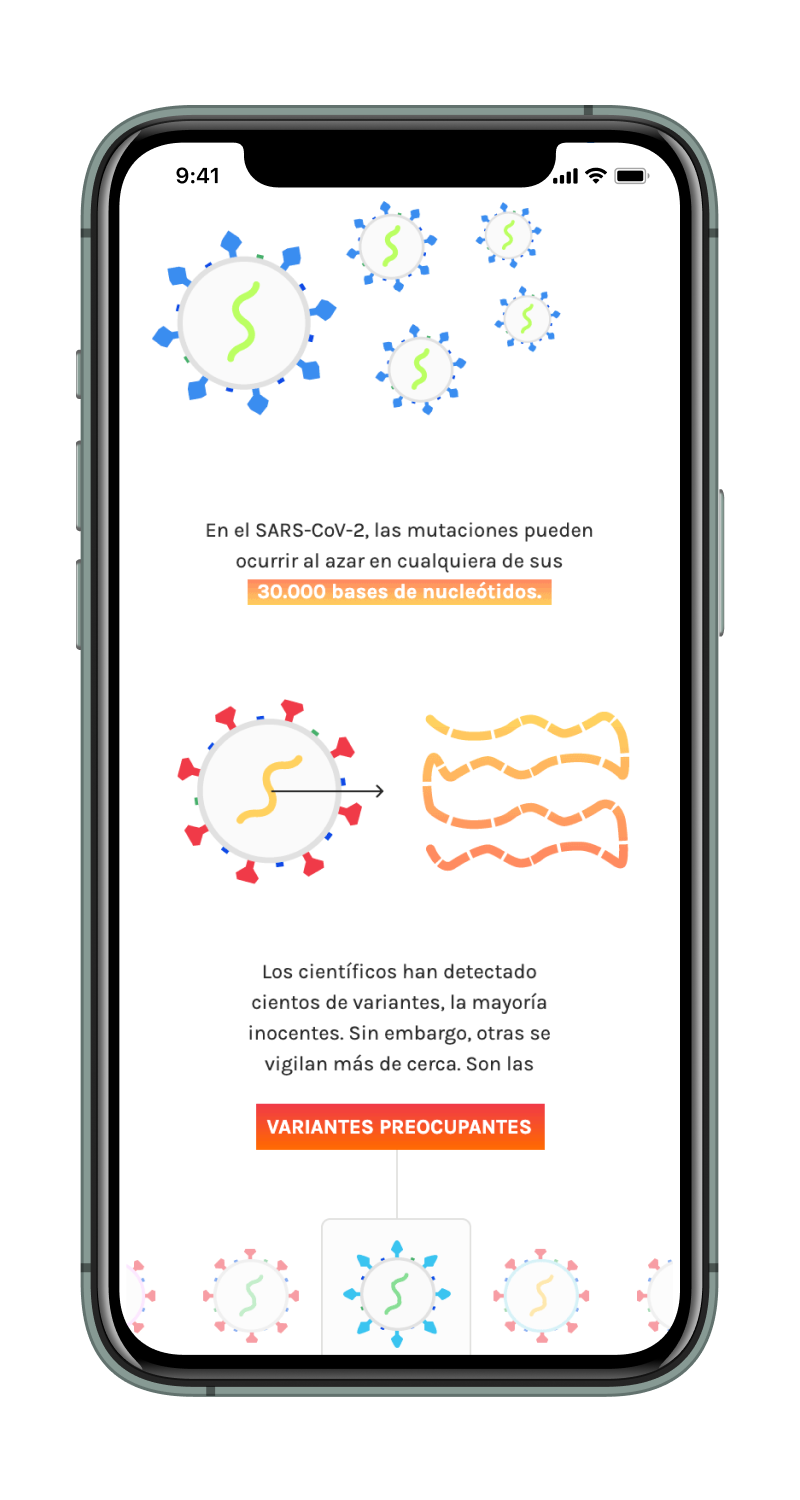 9:41
En el SARS-CoV-2, las mutaciones pueden
ocurrir al azar en cualquiera de sus
30.000 bases de nucleótidos.
Los científicos han detectado
cientos de variantes, la mayoría
inocentes. Sin embargo, otras se
vigilan más de cerca. Son las
VARIANTES PREOCUPANTES